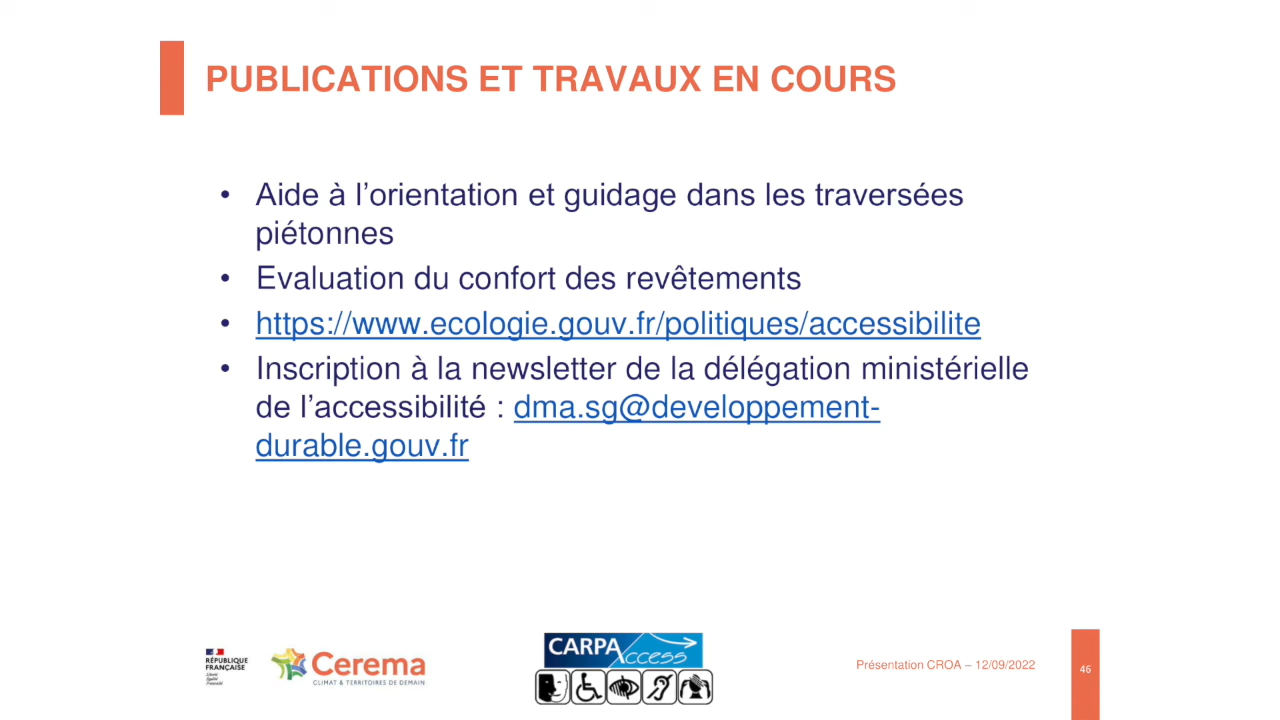 PUBLICATIONS ET TRAVAUX EN COURS
• Aide à l’orientation et guidage dans les traversées
piétonnes
• Evaluation du confort des revêtements
• https://www.ecologie.gouv.fr/politiques/accessibilite
• Inscription à la newsletter de la délégation ministérielle
de l’accessibilité : dma.sg@developpement-
durable.gouv.fr
RÉPUBLIQUE
FRANÇAISE
Liberté
Égalité
Fraternité
Cerema
CLIMAT & TERRITOIRES DE DEMAIN
CARPA
Access
Présentation CROA – 12/09/2022
46